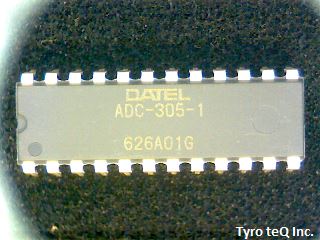 DATEL
ADC-305-1
626A01G
Tyro teQ Inc.